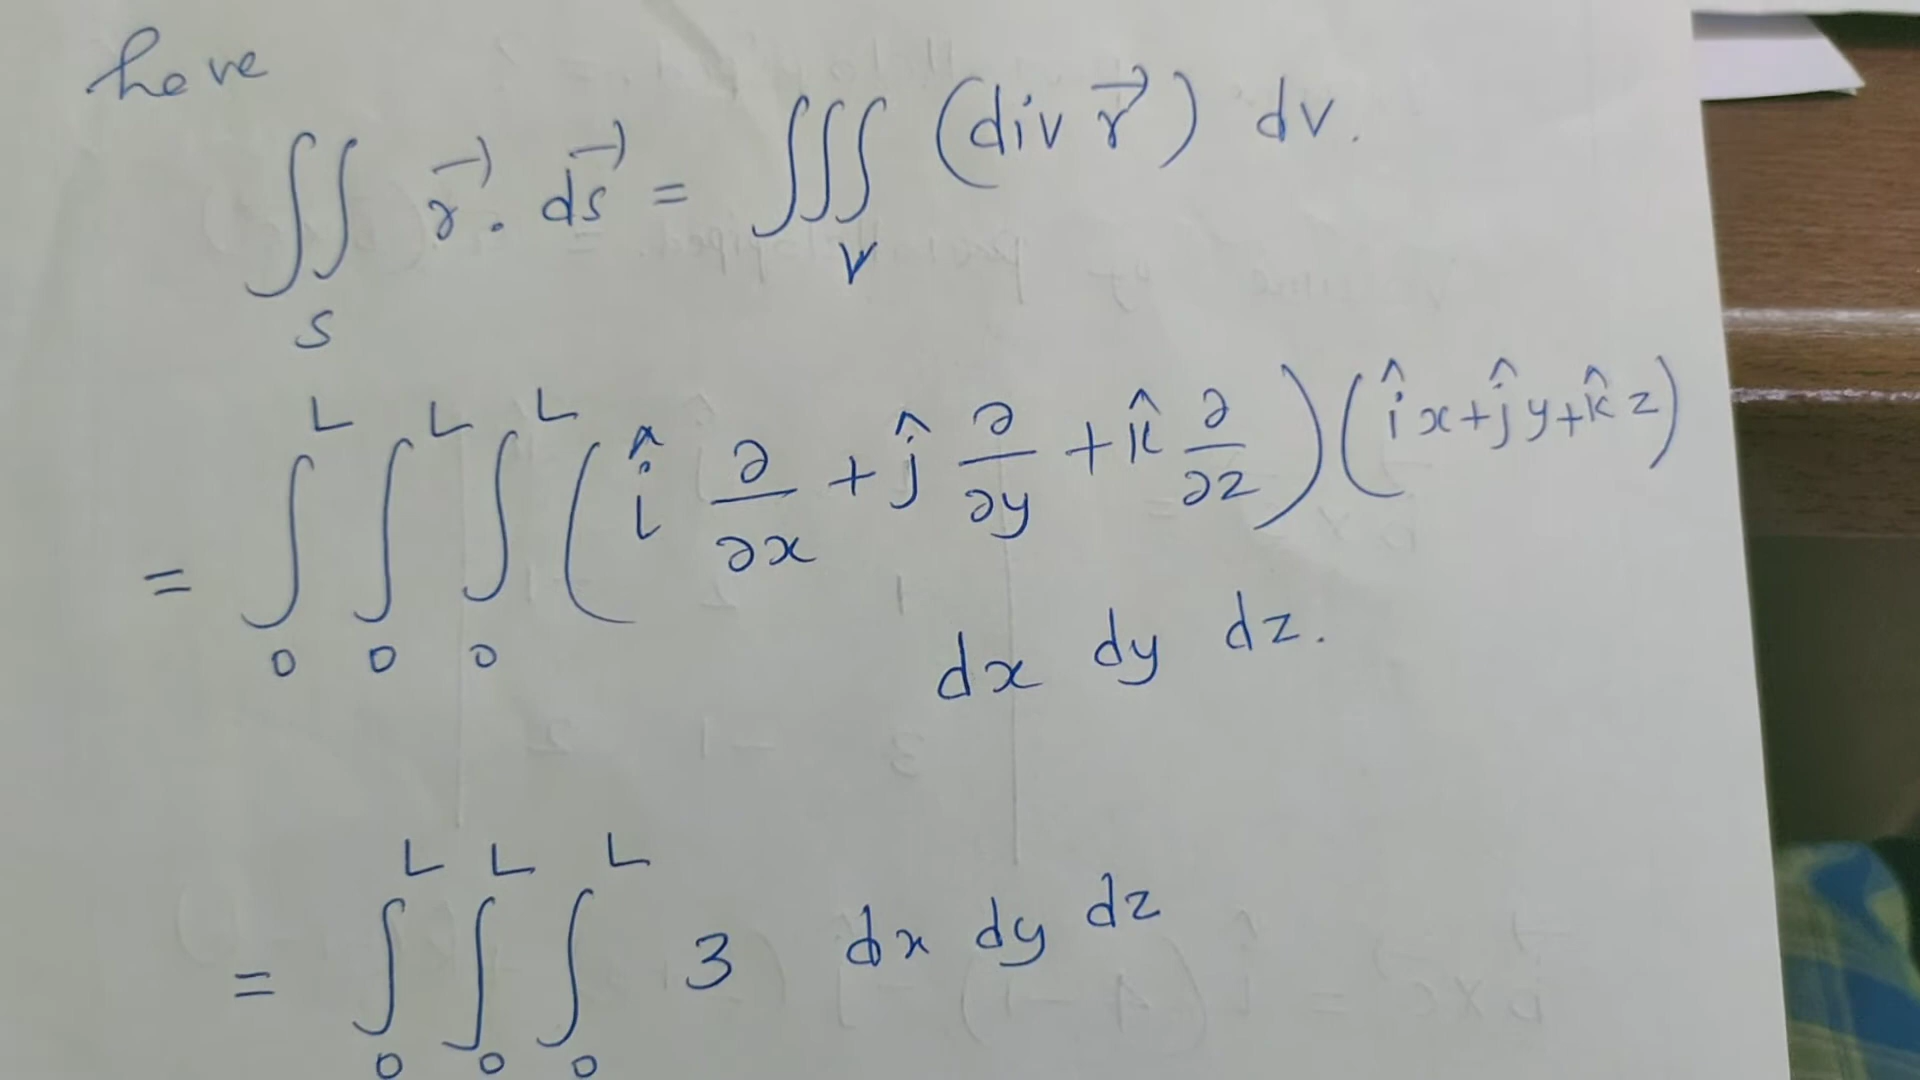 have
∬_S r⃗ . ds⃗ = ∭_V (div r⃗) dv.
= ∫_0^L ∫_0^L ∫_0^L (î ∂/∂x + ĵ ∂/∂y + k̂ ∂/∂z)(îx+ĵy+k̂z)
dx dy dz.
= ∫_0^L ∫_0^L ∫_0^L 3 dx dy dz